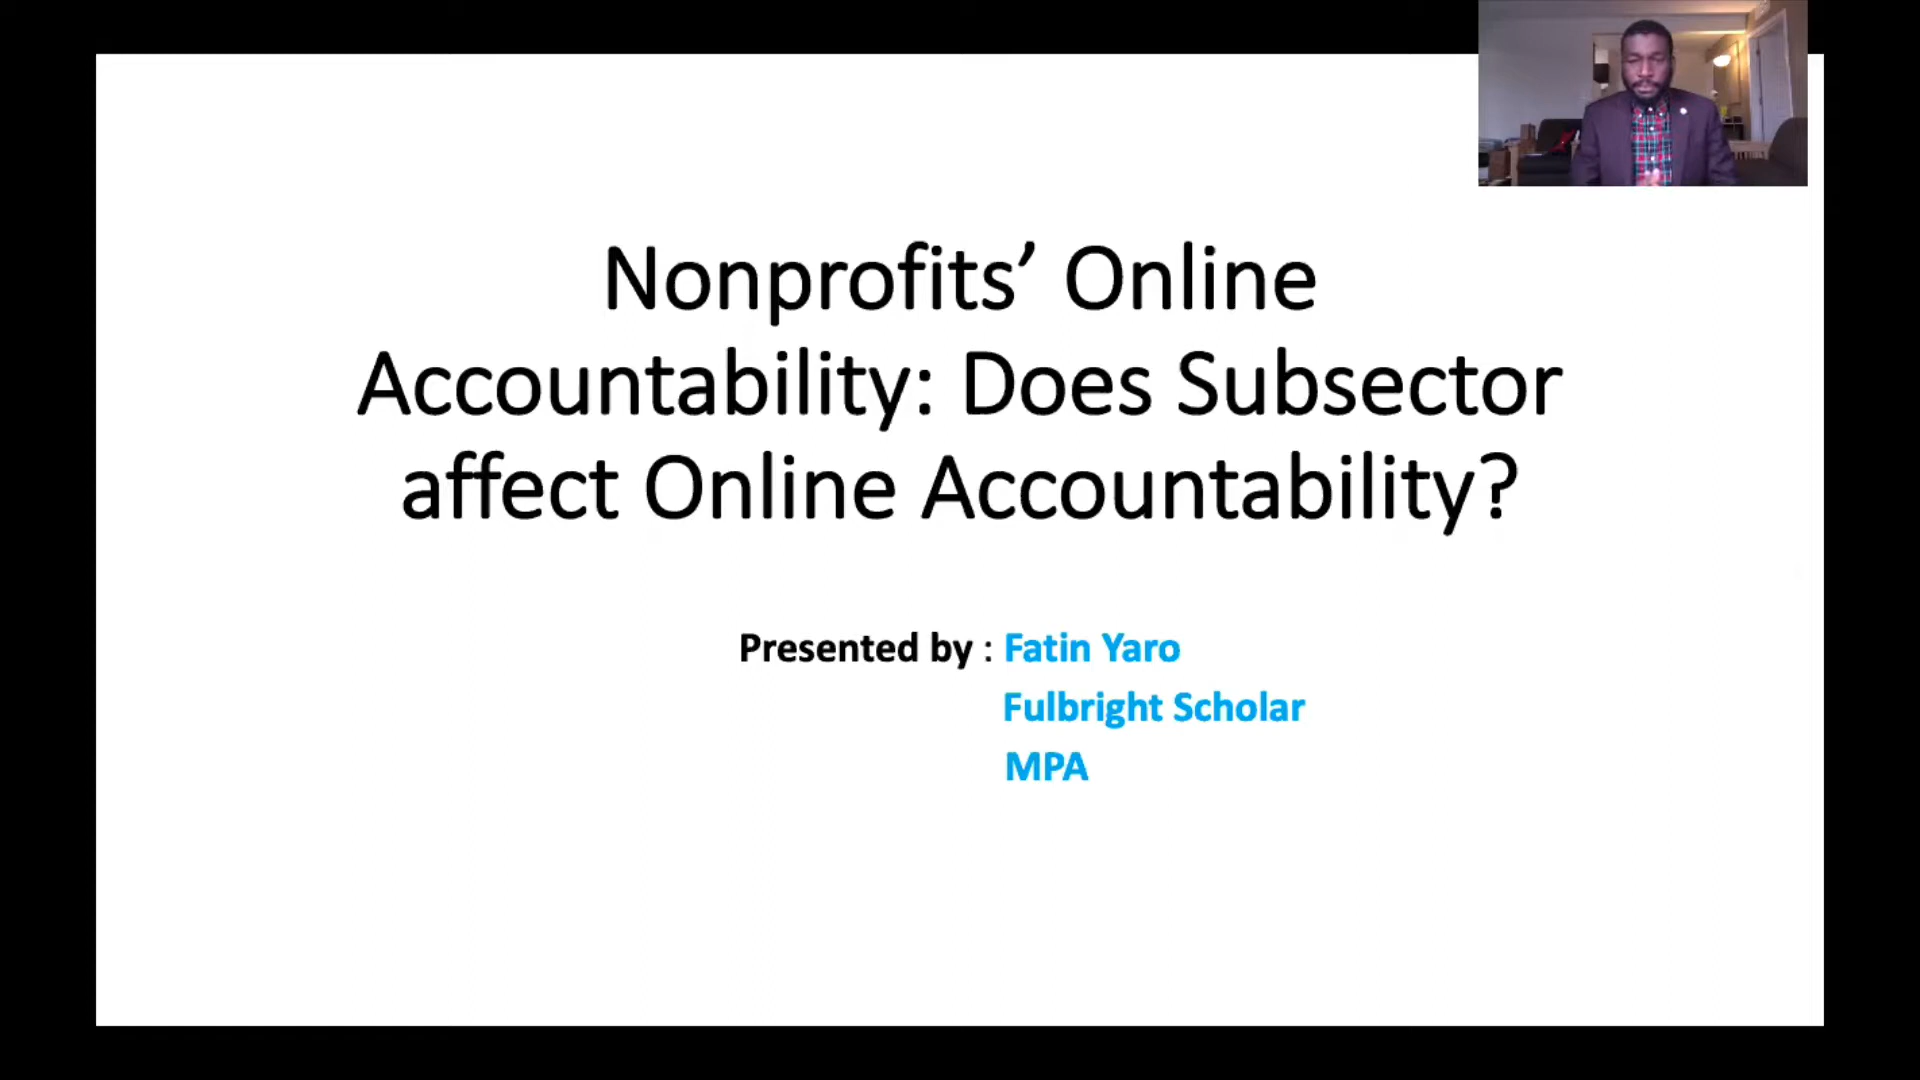 Nonprofits’ Online
Accountability: Does Subsector
affect Online Accountability?
Presented by : Fatin Yaro
Fulbright Scholar
MPA